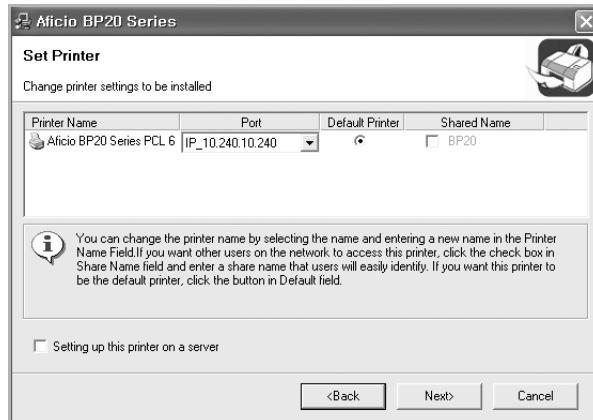 Aficio BP20 Series
Set Printer
Change printer settings to be installed
Printer Name Port Default Printer Shared Name
Aficio BP20 Series PCL 6 IP_10.240.10.240 BP20
You can change the printer name by selecting the name and entering a new name in the Printer
Name Field.If you want other users on the network to access this printer, click the check box in
Share Name field and enter a share name that users will easily identify. If you want this printer to
be the default printer, click the button in Default field.
Setting up this printer on a server
<Back Next> Cancel